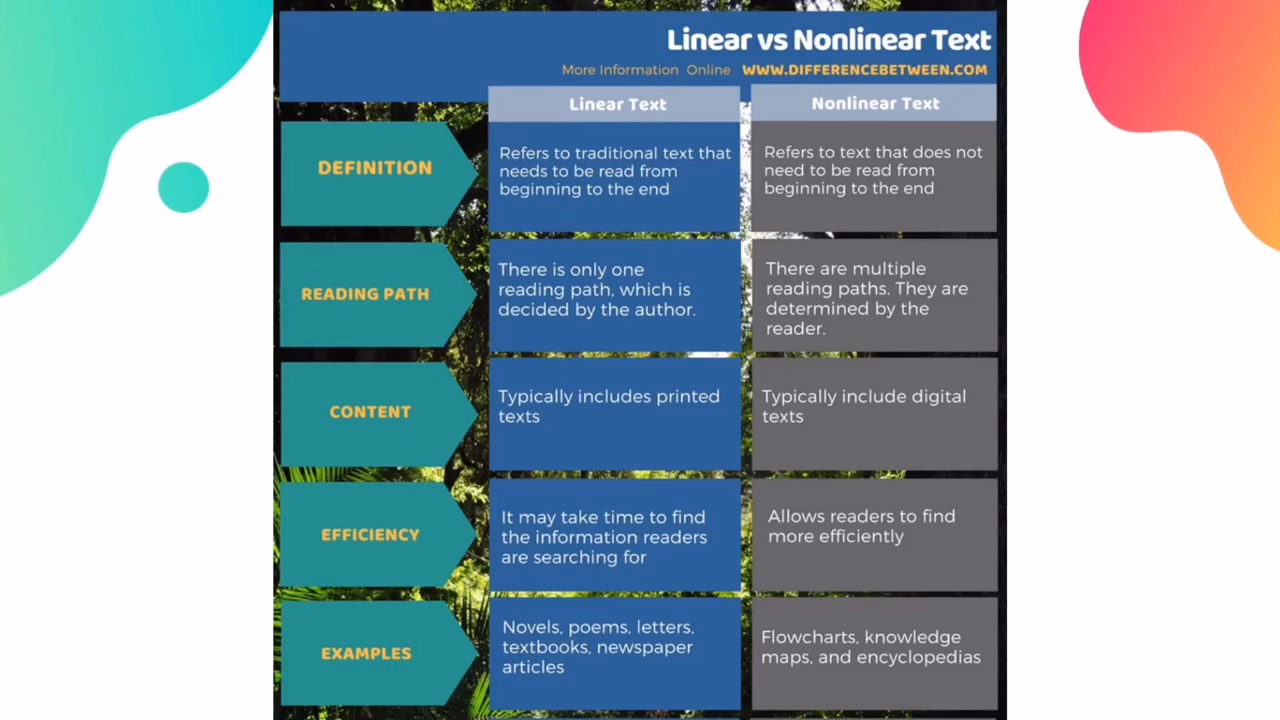 Linear vs Nonlinear Text
More Information Online WWW.DIFFERENCEBETWEEN.COM
Linear Text
Nonlinear Text
DEFINITION
Refers to traditional text that
needs to be read from
beginning to the end
Refers to text that does not
need to be read from
beginning to the end
READING PATH
There is only one
reading path, which is
decided by the author.
There are multiple
reading paths. They are
determined by the
reader.
CONTENT
Typically includes printed
texts
Typically include digital
texts
EFFICIENCY
It may take time to find
the information readers
are searching for
Allows readers to find
more efficiently
EXAMPLES
Novels, poems, letters,
textbooks, newspaper
articles
Flowcharts, knowledge
maps, and encyclopedias